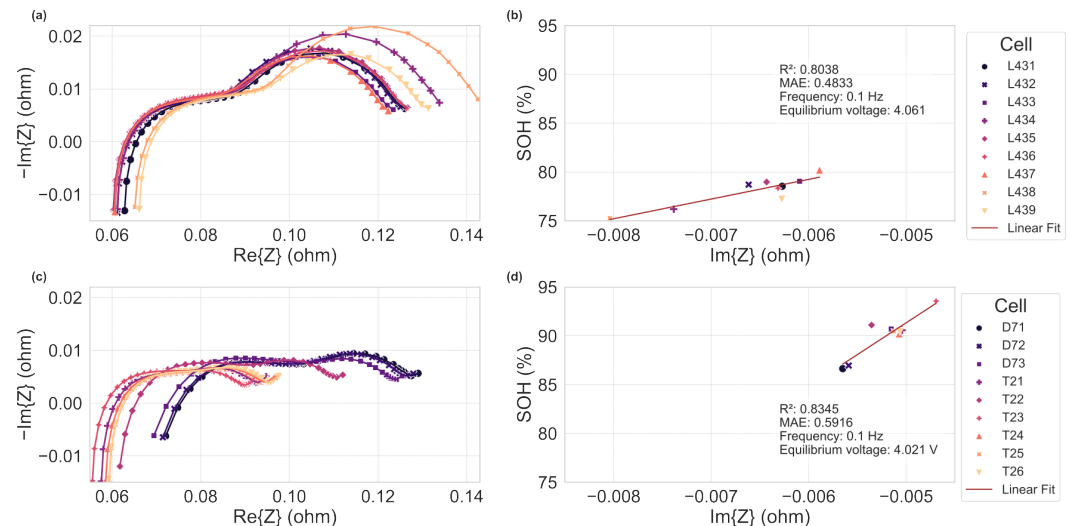 (a)
0.02
0.01
0.00
−0.01
−Im{Z} (ohm)
0.06
0.08
0.10
0.12
0.14
Re{Z} (ohm)
(b)
95
90
85
80
75
SOH (%)
R²: 0.8038
MAE: 0.4833
Frequency: 0.1 Hz
Equilibrium voltage: 4.061
−0.008
−0.007
−0.006
−0.005
Im{Z} (ohm)
Cell
L431
L432
L433
L434
L435
L436
L437
L438
L439
Linear Fit
(c)
0.02
0.01
0.00
−0.01
−Im{Z} (ohm)
0.06
0.08
0.10
0.12
0.14
Re{Z} (ohm)
(d)
95
90
85
80
75
SOH (%)
R²: 0.8345
MAE: 0.5916
Frequency: 0.1 Hz
Equilibrium voltage: 4.021 V
−0.008
−0.007
−0.006
−0.005
Im{Z} (ohm)
Cell
D71
D72
D73
T21
T22
T23
T24
T25
T26
Linear Fit